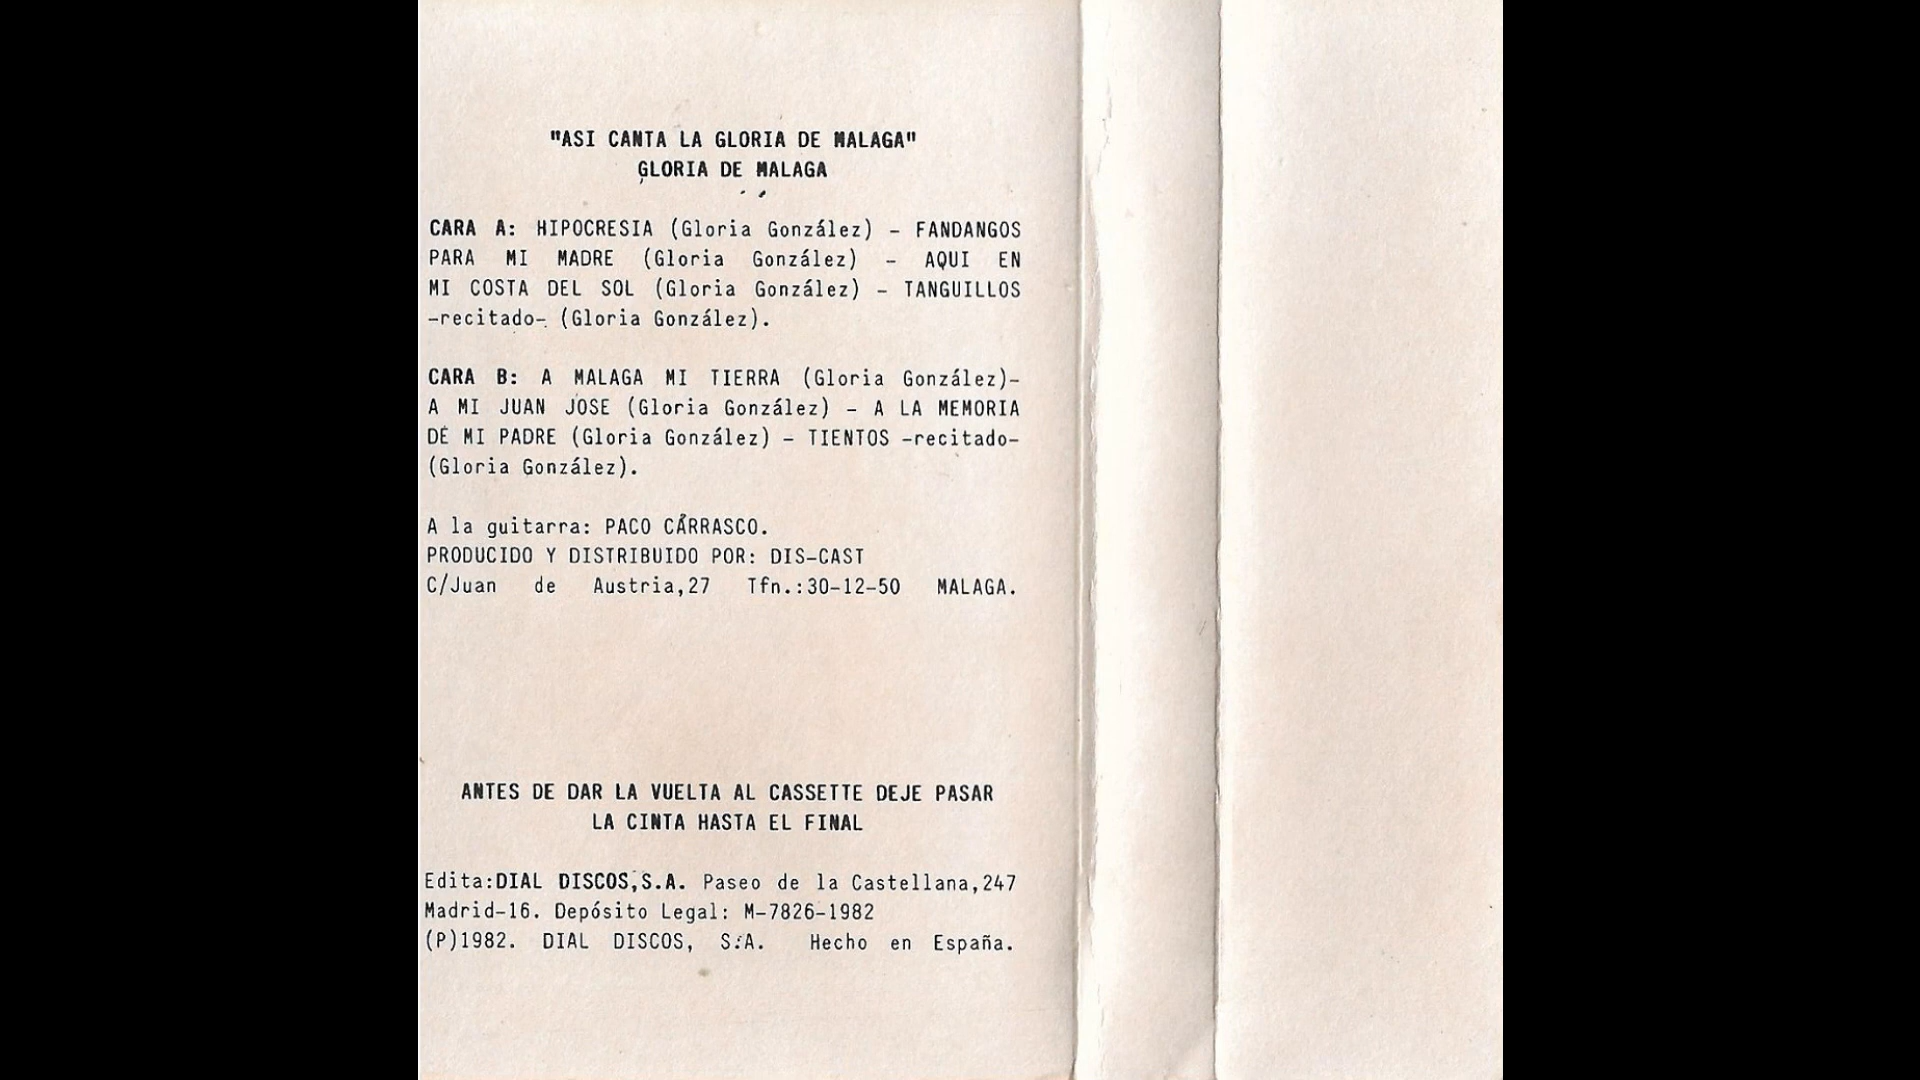 "ASI CANTA LA GLORIA DE MALAGA"
GLORIA DE MALAGA
CARA A: HIPOCRESIA (Gloria González) - FANDANGOS
PARA MI MADRE (Gloria González) - AQUI EN
MI COSTA DEL SOL (Gloria González) - TANGUILLOS
-recitado- (Gloria González).
CARA B: A MALAGA MI TIERRA (Gloria González)-
A MI JUAN JOSE (Gloria González) - A LA MEMORIA
DE MI PADRE (Gloria González) - TIENTOS -recitado-
(Gloria González).
A la guitarra: PACO CARRASCO.
PRODUCIDO Y DISTRIBUIDO POR: DIS-CAST
C/Juan de Austria,27 Tfn.:30-12-50 MALAGA.
ANTES DE DAR LA VUELTA AL CASSETTE DEJE PASAR
LA CINTA HASTA EL FINAL
Edita:DIAL DISCOS,S.A. Paseo de la Castellana,247
Madrid-16. Depósito Legal: M-7826-1982
(P)1982. DIAL DISCOS, S.A. Hecho en España.